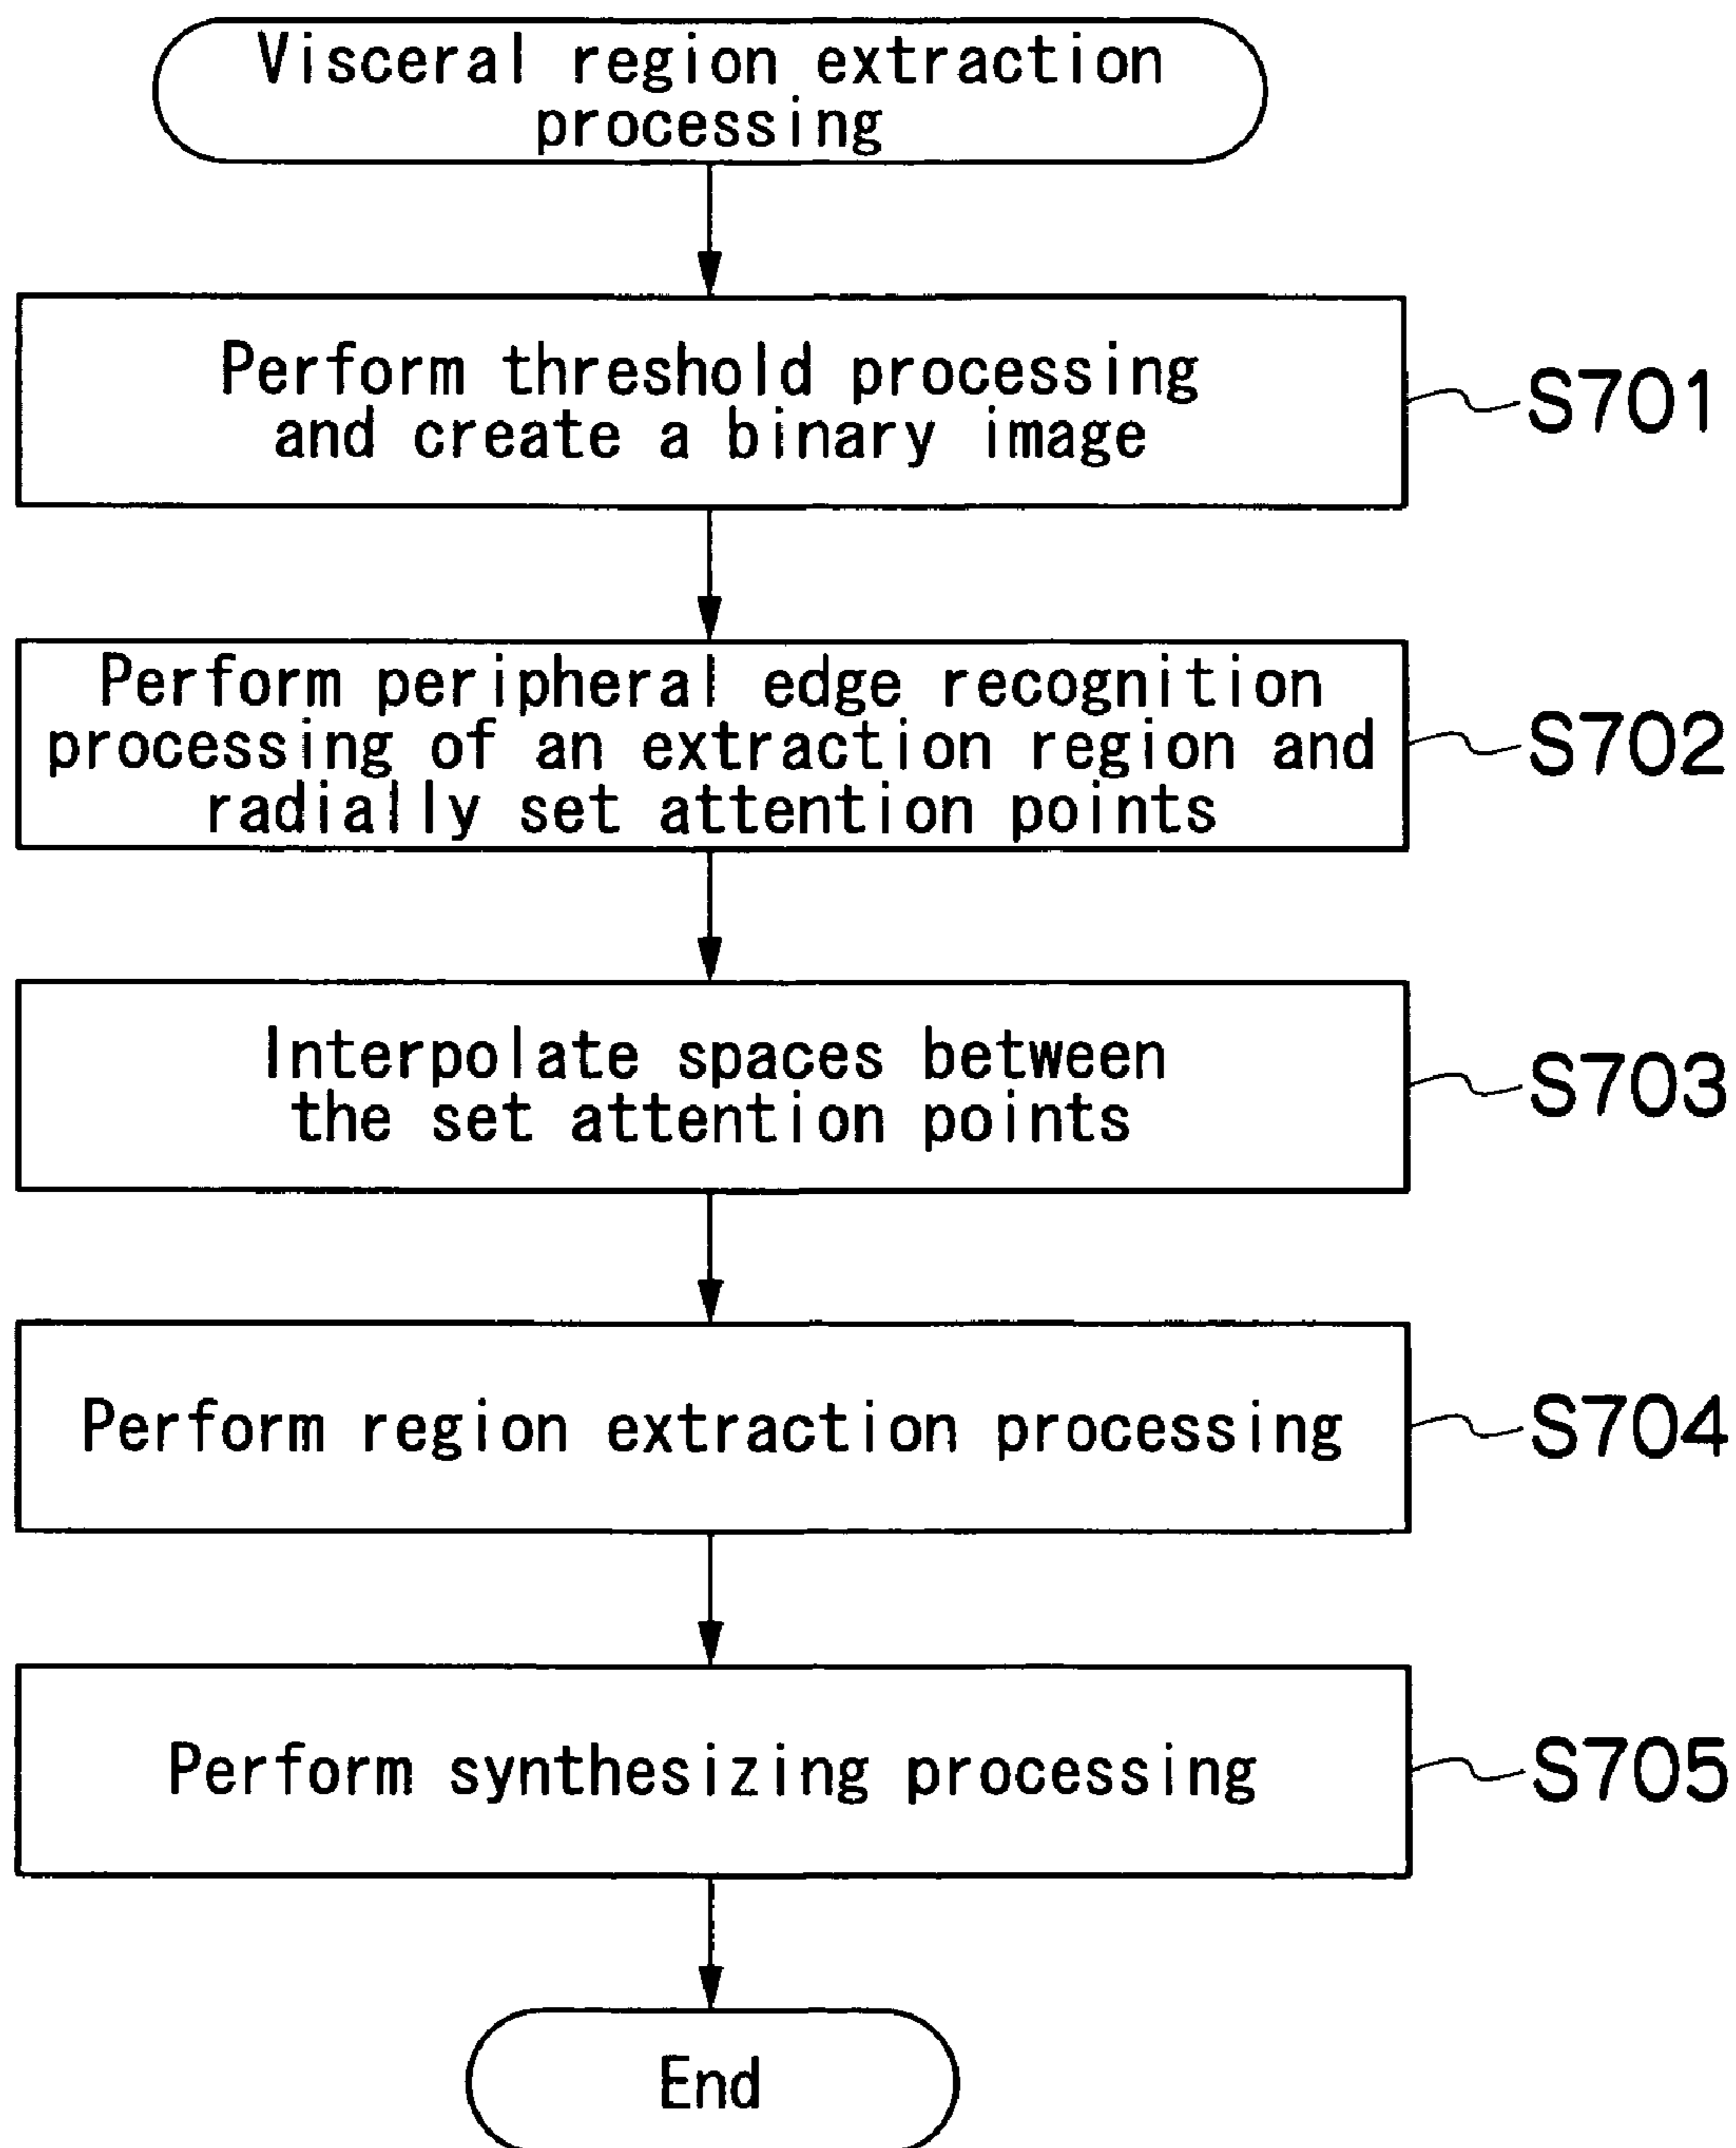 Visceral region extraction
processing
Perform threshold processing
and create a binary image
S701
Perform peripheral edge recognition
processing of an extraction region and
radially set attention points
S702
Interpolate spaces between
the set attention points
S703
Perform region extraction processing
S704
Perform synthesizing processing
S705
End